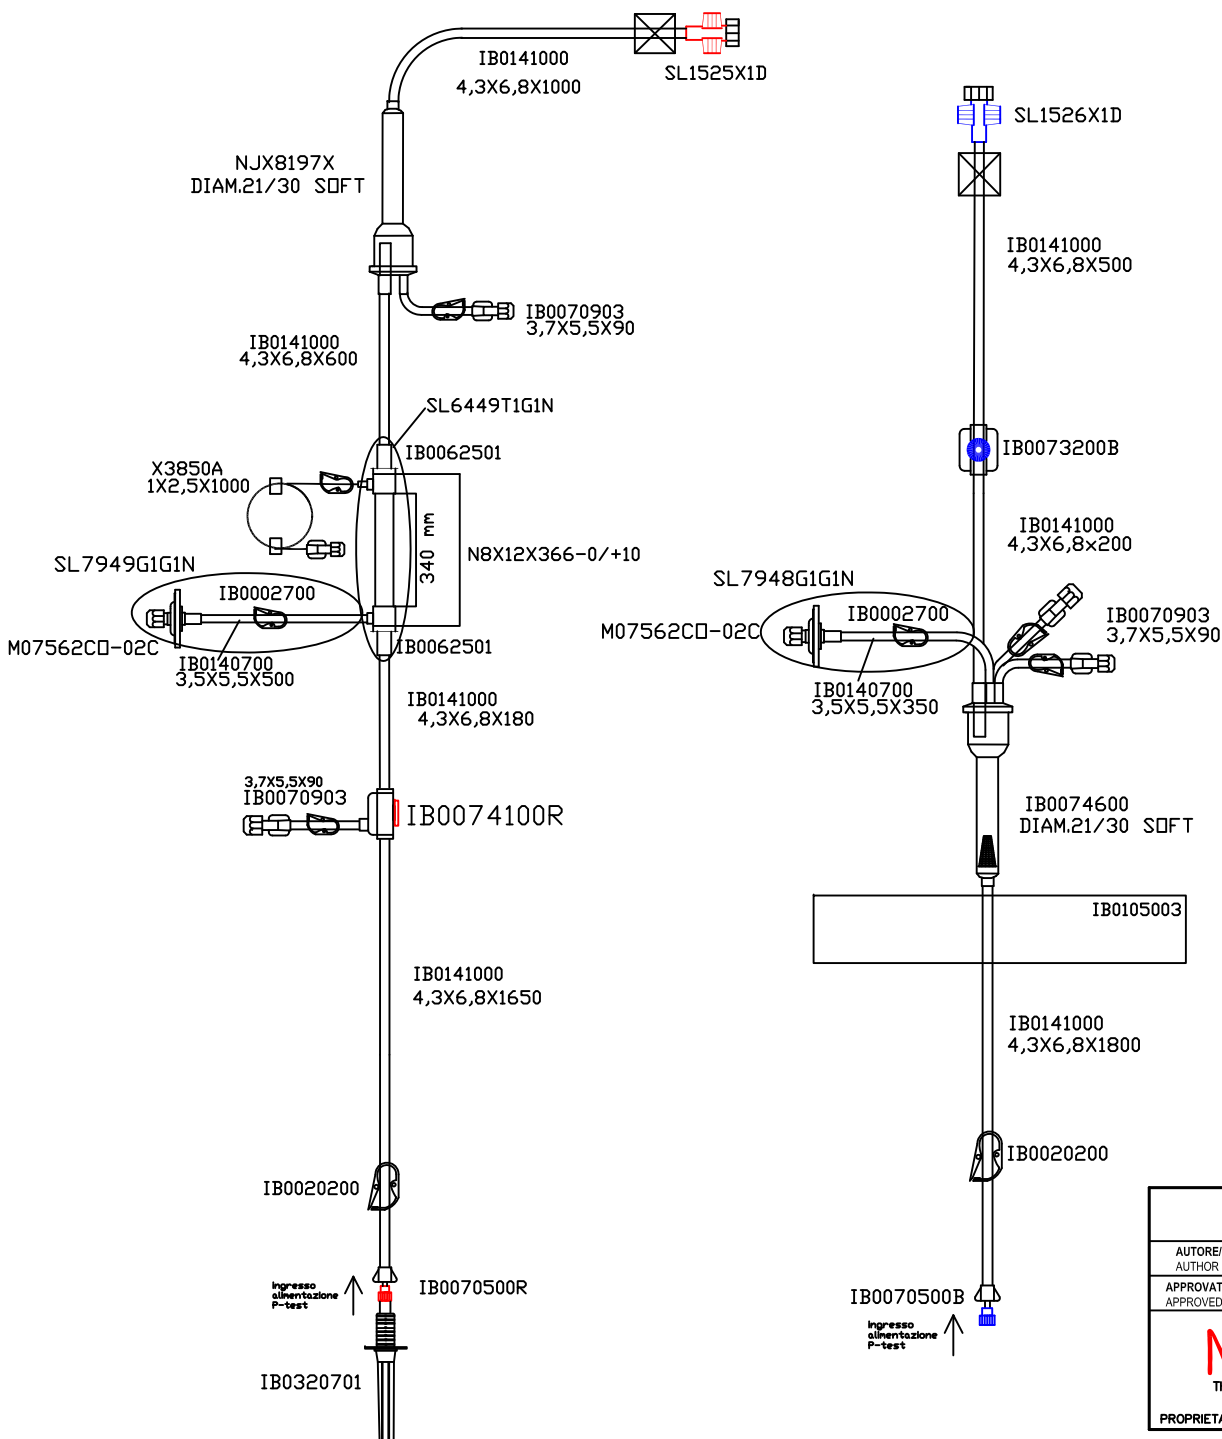 IB0141000
4,3X6,8X1000
SL1525X1D
NJX8197X
DIAM.21/30 SOFT
IB0070903
3,7X5,5X90
IB0141000
4,3X6,8X600
SL6449T1G1N
IB0062501
X3850A
1X2,5X1000
340 mm
N8X12X366-0/+10
SL7949G1G1N
IB0002700
M07562CO-02C
IB0140700
3,5X5,5X500
IB0062501
IB0141000
4,3X6,8X180
3,7X5,5X90
IB0070903
IB0074100R
IB0141000
4,3X6,8X1650
IB0020200
Ingresso
alimentazione
P-test
IB0070500R
IB0320701
SL1526X1D
IB0141000
4,3X6,8X500
IB0073200B
IB0141000
4,3X6,8x200
SL7948G1G1N
IB0002700
M07562CO-02C
IB0140700
3,5X5,5X350
IB0070903
3,7X5,5X90
IB0074600
DIAM.21/30 SOFT
IB0105003
IB0141000
4,3X6,8X1800
IB0020200
IB0070500B
Ingresso
alimentazione
P-test
AUTORE/
AUTHOR
APPROVAT
APPROVED
PROPRIETA